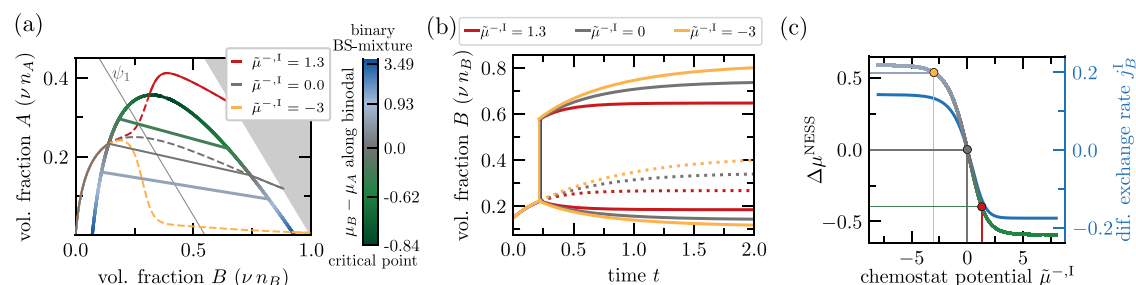 (a)
vol. fraction A (ν n_A)
0.4
0.2
0.0
0.5
1.0
vol. fraction B (ν n_B)
ψ₁
μ̃⁻,ᴵ = 1.3
μ̃⁻,ᴵ = 0.0
μ̃⁻,ᴵ = −3
binary
BS-mixture
3.49
0.93
0.0
-0.62
-0.84
critical point
μ_B − μ_A along binodal
(b)
μ̃⁻,ᴵ = 1.3
μ̃⁻,ᴵ = 0
μ̃⁻,ᴵ = −3
vol. fraction B (ν n_B)
0.8
0.6
0.4
0.2
0.0
0.5
1.0
1.5
2.0
time t
(c)
Δμ^NESS
0.5
0.0
−0.5
−5
0
5
chemostat potential μ̃⁻,ᴵ
0.2
0.0
−0.2
dif. exchange rate j_B^I